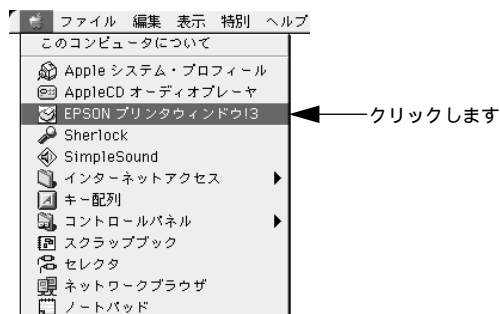 ファイル 編集 表示 特別 ヘルプ
このコンピュータについて
Apple システム・プロフィール
AppleCD オーディオプレーヤ
EPSON プリンタウィンドウ!3
クリックします
Sherlock
SimpleSound
インターネットアクセス
キー配列
コントロールパネル
スクラップブック
セレクタ
ネットワークブラウザ
ノートパッド